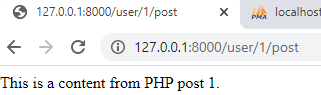 127.0.0.1:8000/user/1/post
localhos
127.0.0.1:8000/user/1/post
This is a content from PHP post 1.